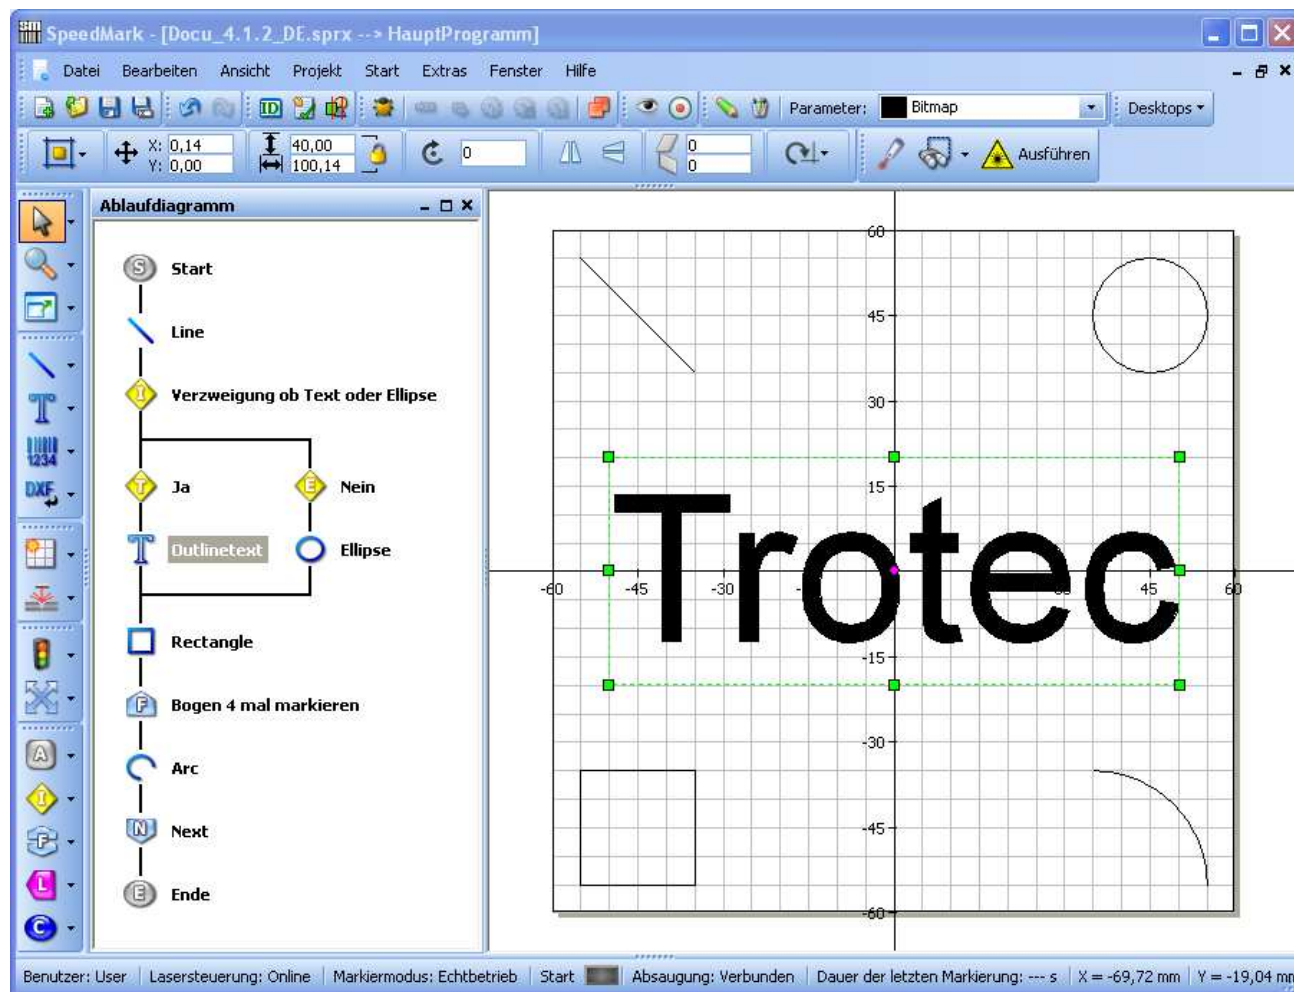 SpeedMark - [Docu_4.1.2_DE.sprx --> HauptProgramm]
Datei Bearbeiten Ansicht Projekt Start Extras Fenster Hilfe
ID Parameter: Bitmap Desktops
X: 0,14 40,00 0 0 Ausführen
Y: 0,00 100,14 0
Ablaufdiagramm
S Start
Line
I Verzweigung ob Text oder Ellipse
T Ja E Nein
T Outlinetext Ellipse
Rectangle
F Bogen 4 mal markieren
Arc
N Next
E Ende
T
1234
DXF
A
I
F
L
C
60
45
30
15
Trotec
-60 -45 -30 45 60
-15
-30
-45
-60
Benutzer: User Lasersteuerung: Online Markiermodus: Echtbetrieb Start Absaugung: Verbunden Dauer der letzten Markierung: --- s X = -69,72 mm Y = -19,04 mm